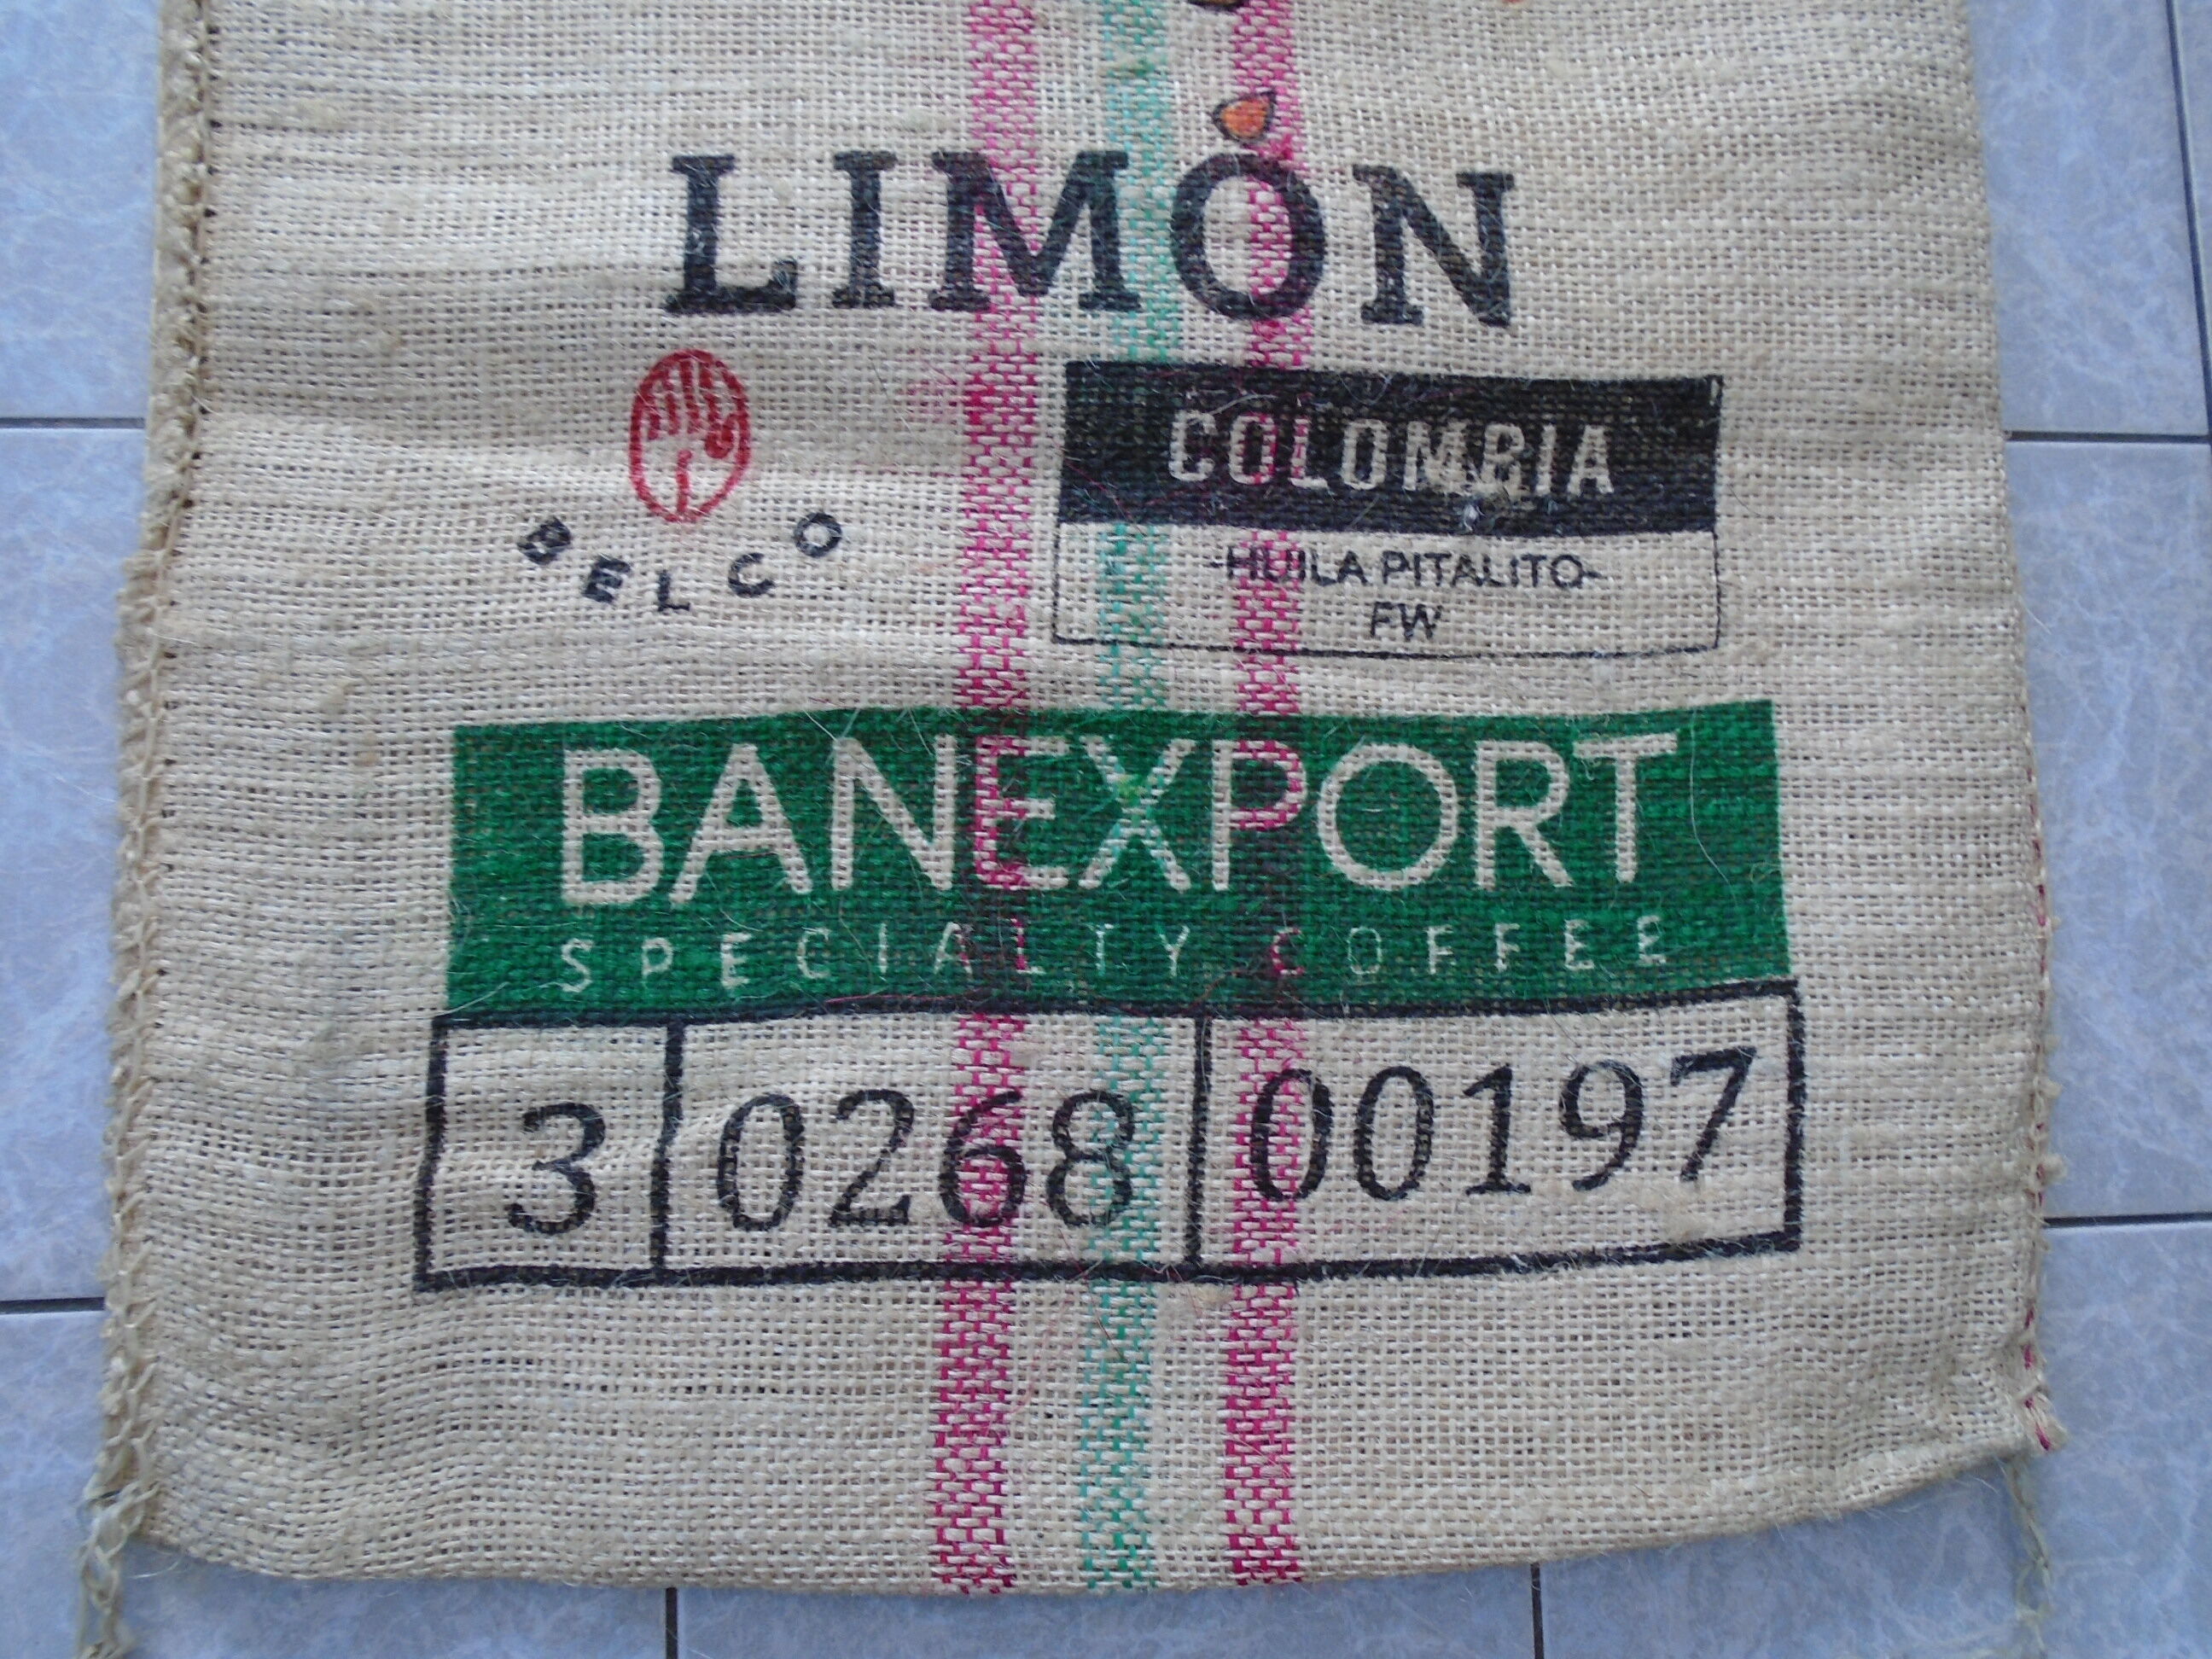 LIMÓN
BELCO
COLOMBIA
-HUILA PITALITO-
FW
BANEXPORT
SPECIALTY COFFEE
3 0268 00197